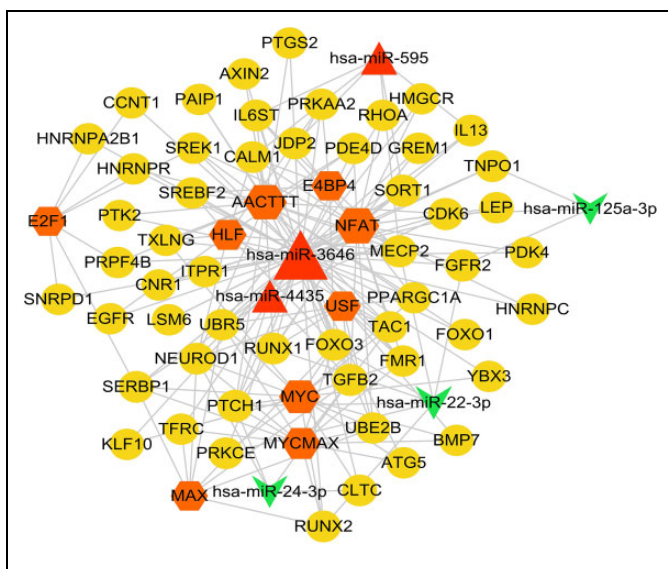 PTGS2
hsa-miR-595
AXIN2
CCNT1
PAIP1
IL6ST
PRKAA2
HMGCR
RHOA
HNRNPA2B1
SREK1
JDP2
IL13
CALM1
PDE4D
GREM1
HNRNPR
TNPO1
SREBF2
E4BP4
SORT1
AACTTT
E2F1
PTK2
CDK6
LEP
hsa-miR-125a-3p
HLF
NFAT
TXLNG
hsa-miR-3646
MECP2
PRPF4B
ITPR1
FGFR2
PDK4
CNR1
hsa-miR-4435
PPARGC1A
SNRPD1
USF
HNRNPC
EGFR
LSM6
UBR5
TAC1
FOXO1
RUNX1
FOXO3
NEUROD1
FMR1
SERBP1
TGFB2
YBX3
PTCH1
MYC
hsa-miR-22-3p
TFRC
UBE2B
KLF10
MYCMAX
BMP7
PRKCE
ATG5
MAX
hsa-miR-24-3p
CLTC
RUNX2